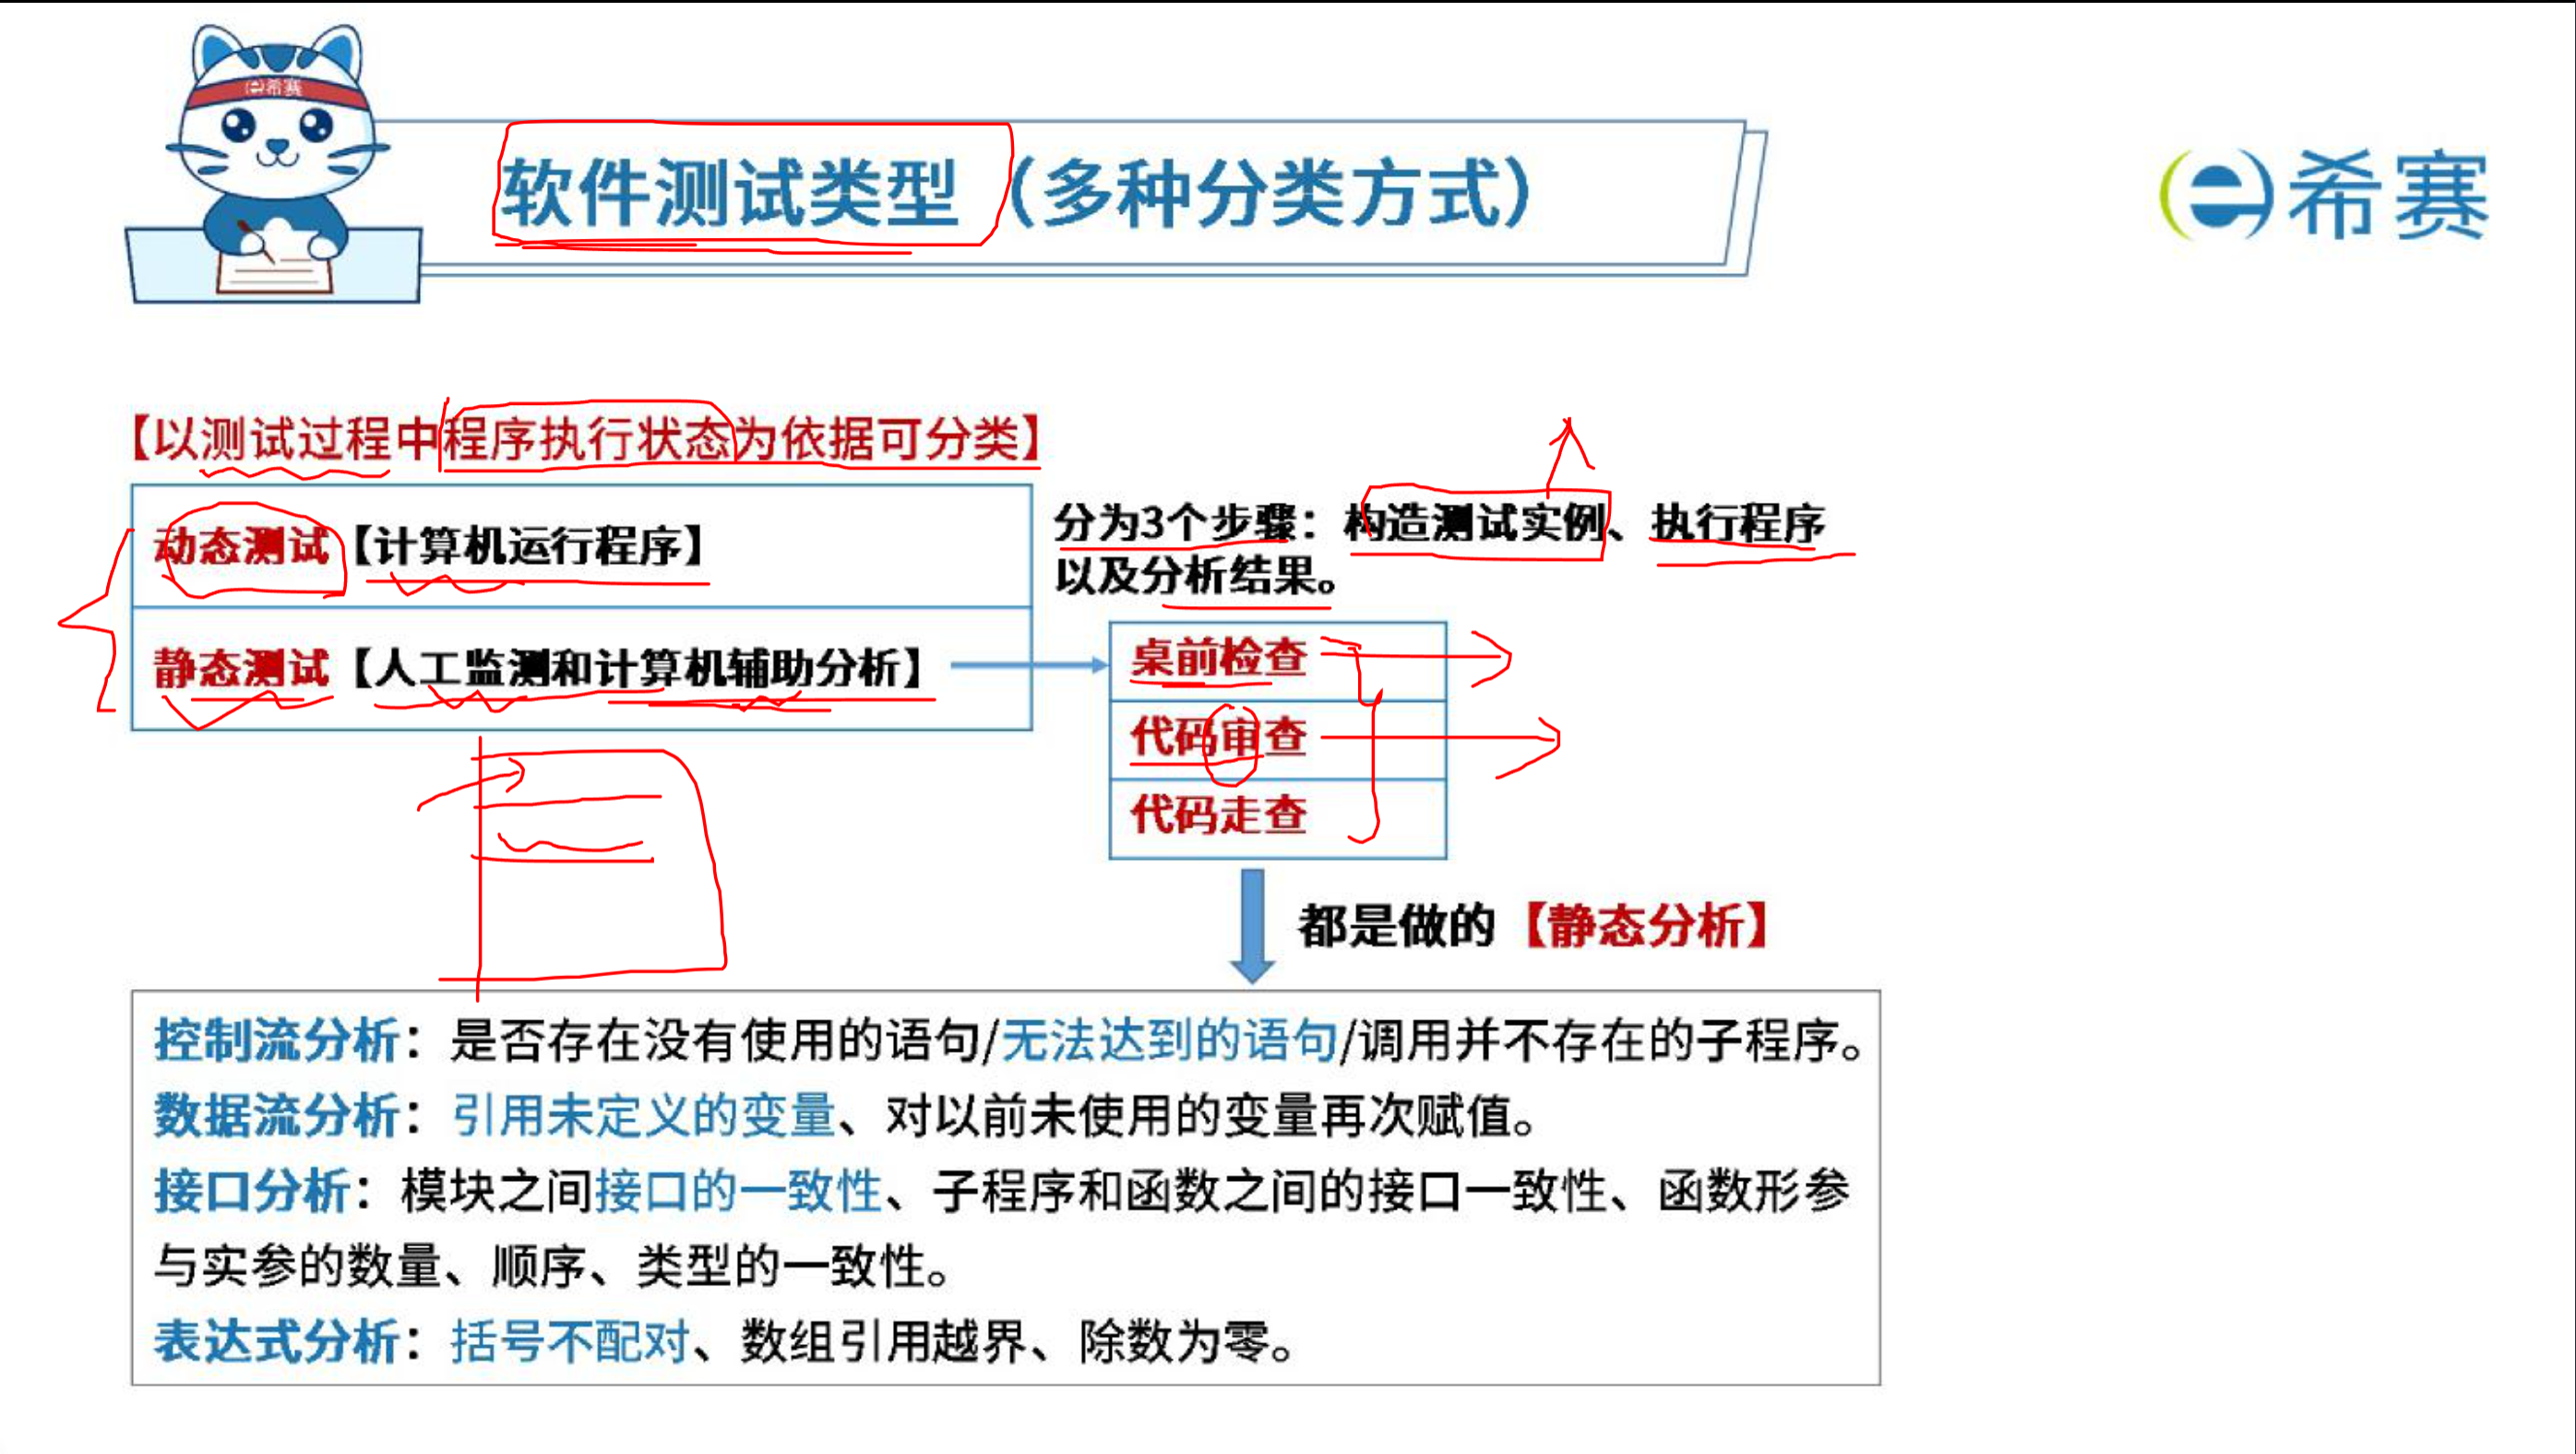 e希赛
软件测试类型（多种分类方式）
e希赛
【以测试过程中程序执行状态为依据可分类】
动态测试【计算机运行程序】
分为3个步骤：构造测试实例、执行程序
以及分析结果。
静态测试【人工监测和计算机辅助分析】
桌前检查
代码审查
代码走查
都是做的【静态分析】
控制流分析：是否存在没有使用的语句/无法达到的语句/调用并不存在的子程序。
数据流分析：引用未定义的变量、对以前未使用的变量再次赋值。
接口分析：模块之间接口的一致性、子程序和函数之间的接口一致性、函数形参
与实参的数量、顺序、类型的一致性。
表达式分析：括号不配对、数组引用越界、除数为零。